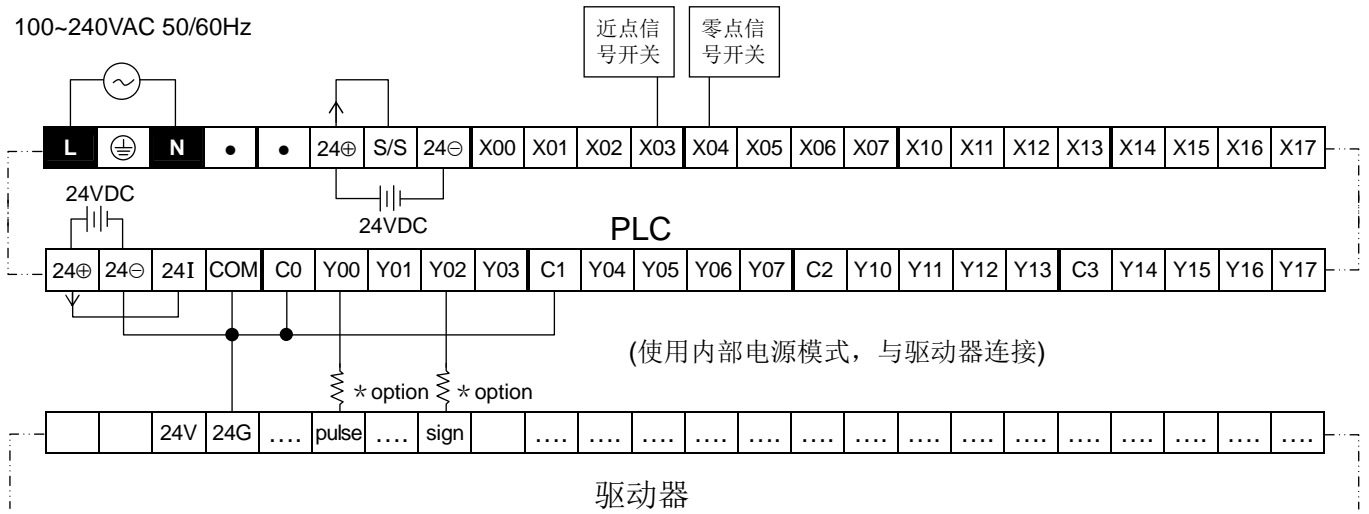 100~240VAC 50/60Hz
近点信
号开关
零点信
号开关
L N • • 24⊕ S/S 24⊖ X00 X01 X02 X03 X04 X05 X06 X07 X10 X11 X12 X13 X14 X15 X16 X17
24VDC
24VDC
PLC
24⊕ 24⊖ 24I COM C0 Y00 Y01 Y02 Y03 C1 Y04 Y05 Y06 Y07 C2 Y10 Y11 Y12 Y13 C3 Y14 Y15 Y16 Y17
(使用内部电源模式，与驱动器连接)
＊option ＊option
24V 24G .... pulse .... sign .... .... .... .... .... .... .... .... .... .... .... .... .... .... ....
驱动器